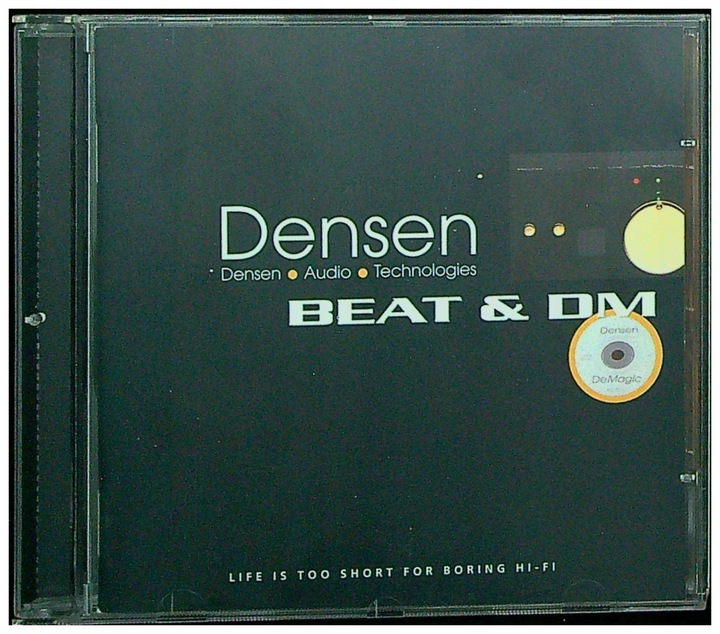 Densen
Densen • Audio • Technologies
BEAT & DM
Densen
DeMagic
LIFE IS TOO SHORT FOR BORING HI-FI